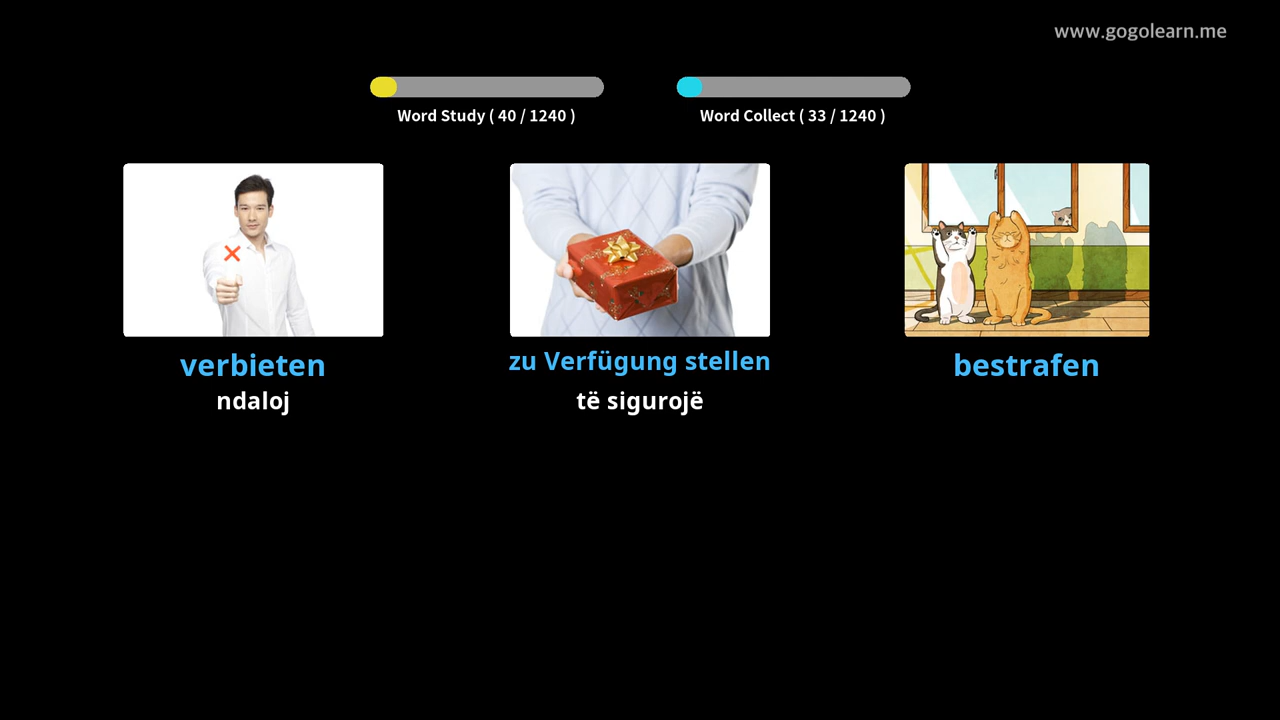 www.gogolearn.me
Word Study ( 40 / 1240 )
Word Collect ( 33 / 1240 )
verbieten
ndaloj
zu Verfügung stellen
të sigurojë
bestrafen